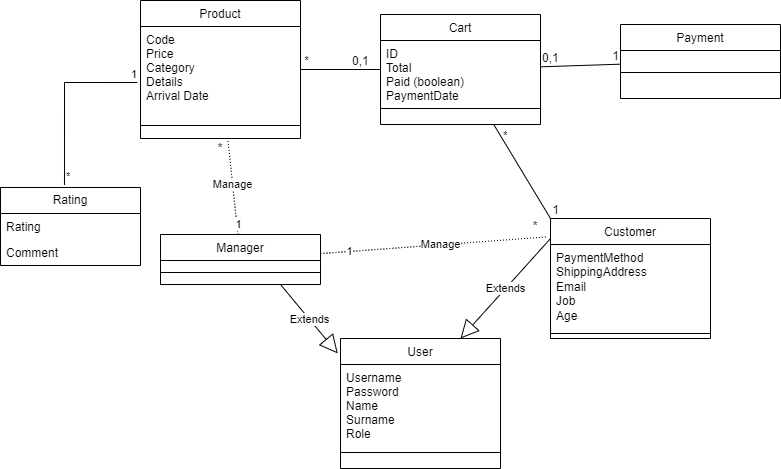 Product
Code
Price
Category
Details
Arrival Date
Cart
ID
Total
Paid (boolean)
PaymentDate
Payment
*
0,1
0,1
1
1
*
*
Manage
1
Rating
Rating
Comment
*
1
Manager
1
Manage
*
Customer
PaymentMethod
ShippingAddress
Email
Job
Age
Extends
Extends
User
Username
Password
Name
Surname
Role